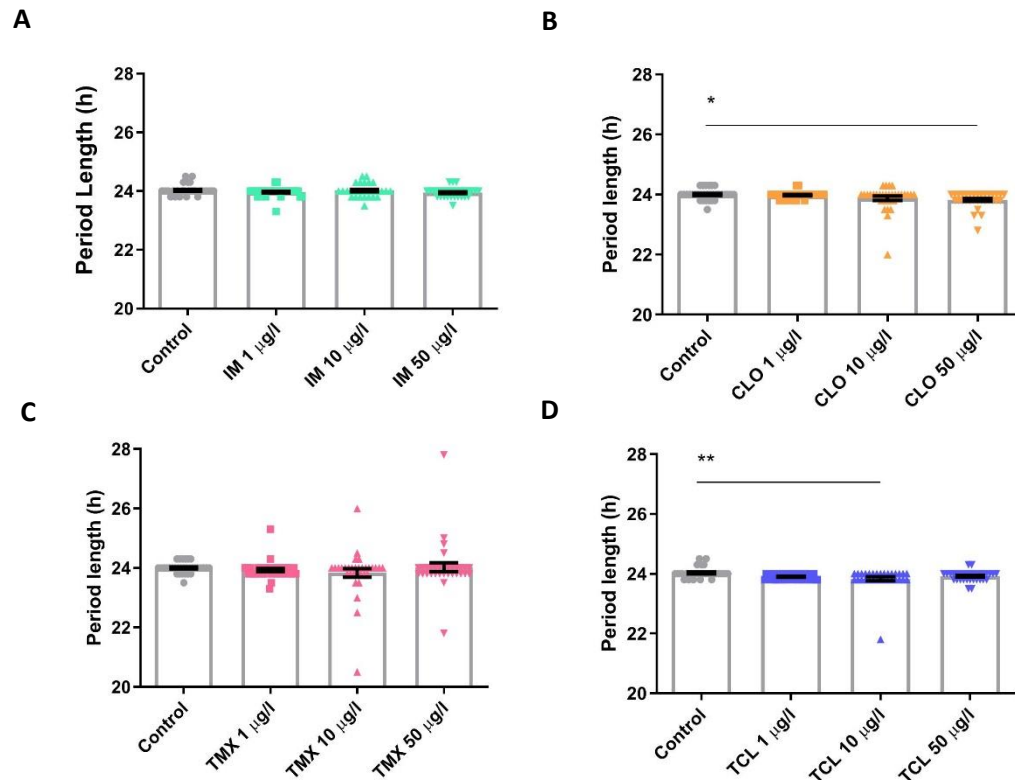 A
Period Length (h)
28
26
24
22
20
Control
IM 1 μg/l
IM 10 μg/l
IM 50 μg/l
B
Period length (h)
28
26
24
22
20
*
Control
CLO 1 μg/l
CLO 10 μg/l
CLO 50 μg/l
C
Period length (h)
28
26
24
22
20
Control
TMX 1 μg/l
TMX 10 μg/l
TMX 50 μg/l
D
Period length (h)
28
26
24
22
20
**
Control
TCL 1 μg/l
TCL 10 μg/l
TCL 50 μg/l